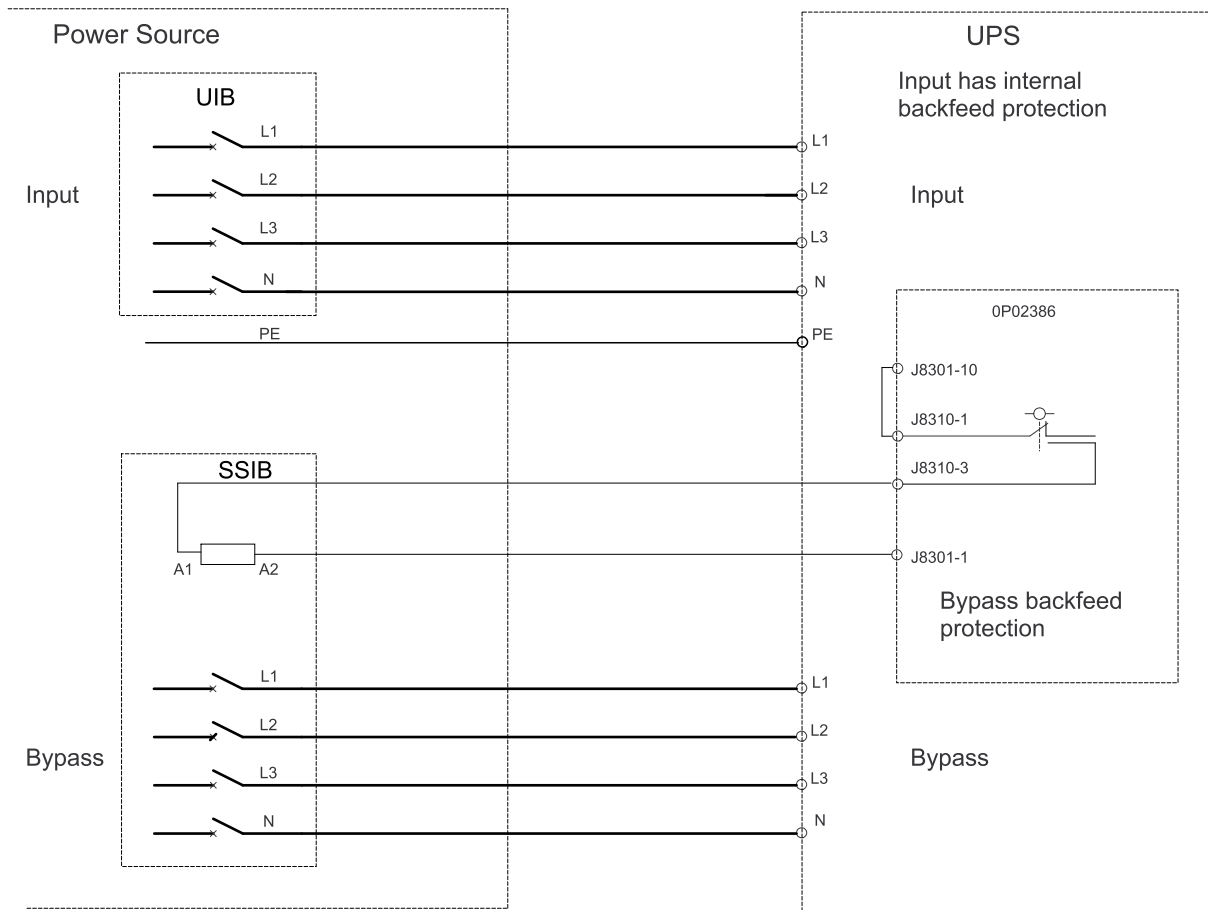 Power Source
UPS
Input has internal
backfeed protection
UIB
L1
L1
L2
L2
Input
Input
L3
L3
N
N
PE
PE
0P02386
J8301-10
J8310-1
J8310-3
SSIB
A1
A2
J8301-1
Bypass backfeed
protection
L1
L1
L2
L2
Bypass
Bypass
L3
L3
N
N